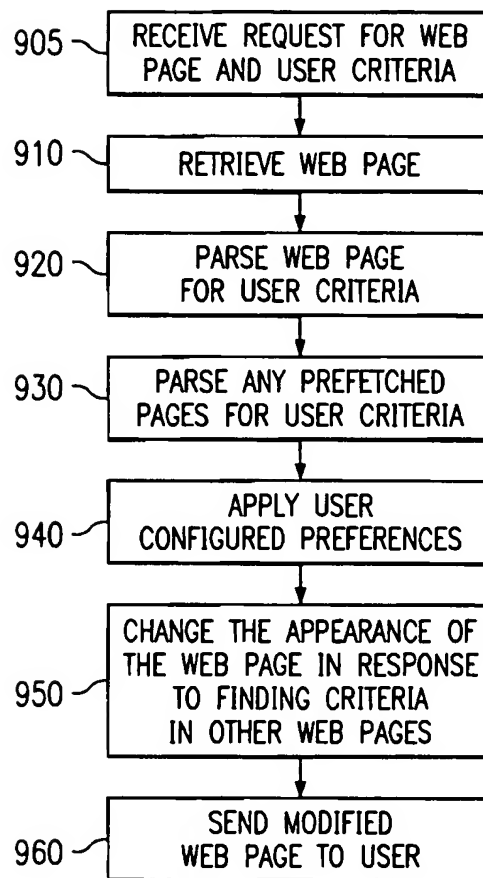 905
RECEIVE REQUEST FOR WEB
PAGE AND USER CRITERIA
910
RETRIEVE WEB PAGE
920
PARSE WEB PAGE
FOR USER CRITERIA
930
PARSE ANY PREFETCHED
PAGES FOR USER CRITERIA
940
APPLY USER
CONFIGURED PREFERENCES
950
CHANGE THE APPEARANCE OF
THE WEB PAGE IN RESPONSE
TO FINDING CRITERIA
IN OTHER WEB PAGES
960
SEND MODIFIED
WEB PAGE TO USER